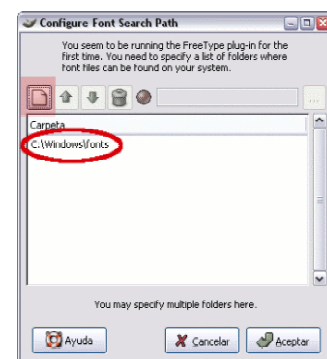 Configure Font Search Path
You seem to be running the FreeType plug-in for the
first time. You need to specify a list of folders where
font files can be found on your system.
...
Carpeta
C:\Windows\fonts
You may specify multiple folders here.
Ayuda
Cancelar
Aceptar